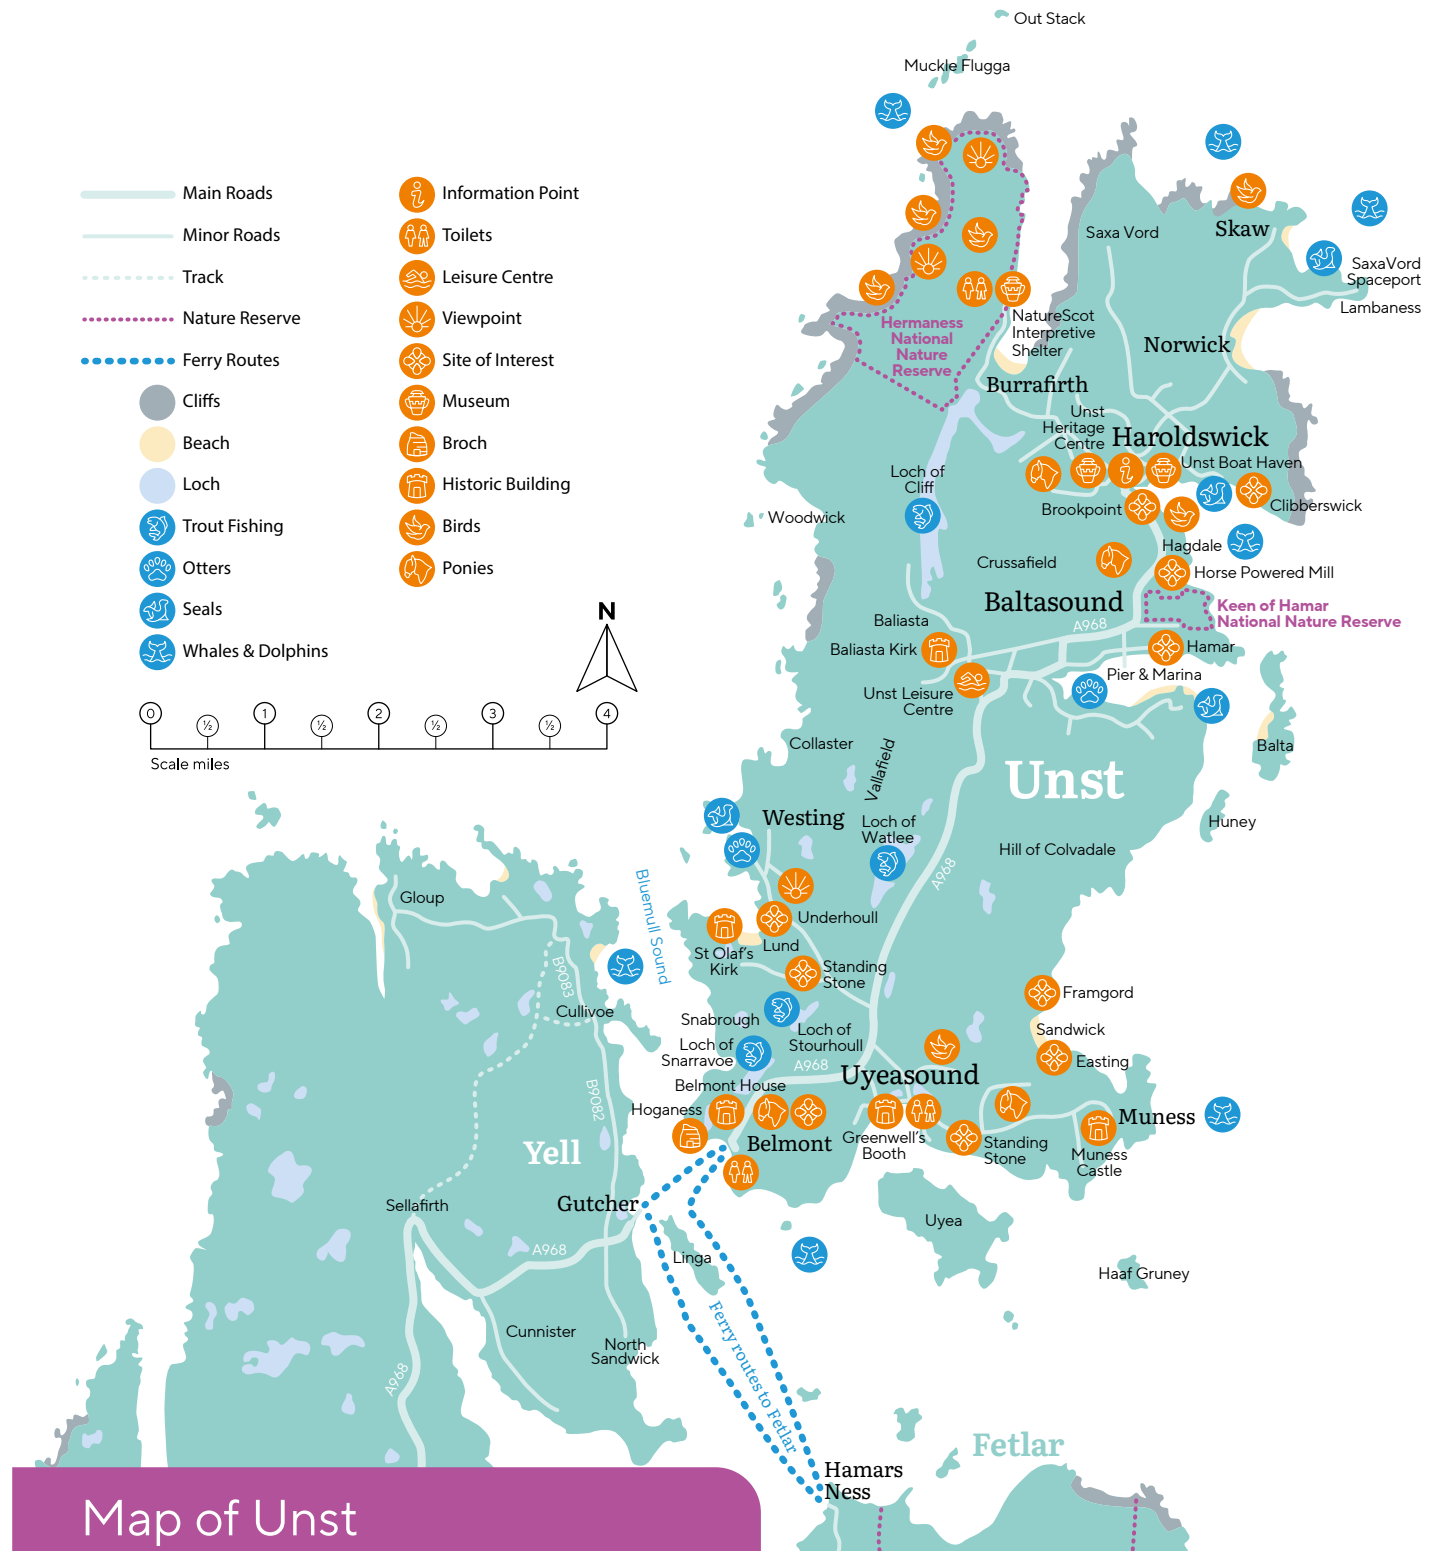 Out Stack
Muckle Flugga
Main Roads
Minor Roads
Track
Nature Reserve
Ferry Routes
Cliffs
Beach
Loch
Trout Fishing
Otters
Seals
Whales & Dolphins
Information Point
Toilets
Leisure Centre
Viewpoint
Site of Interest
Museum
Broch
Historic Building
Birds
Ponies
N
0
½
1
½
2
½
3
½
4
Scale miles
Saxa Vord
Skaw
SaxaVord
Spaceport
Lambaness
Hermaness
National
Nature
Reserve
NatureScot
Interpretive
Shelter
Norwick
Burrafirth
Unst
Heritage
Centre
Haroldswick
Unst Boat Haven
Loch of
Cliff
Clibberswick
Brookpoint
Woodwick
Hagdale
Crussafield
Horse Powered Mill
Baltasound
Keen of Hamar
National Nature Reserve
A968
Baliasta
Baliasta Kirk
Hamar
Pier & Marina
Unst Leisure
Centre
Collaster
Vallafield
Balta
Unst
Westing
Loch of
Watlee
Huney
Hill of Colvadale
A968
Bluemull Sound
Gloup
Underhoull
Lund
St Olaf's
Kirk
Standing
Stone
B9083
Framgord
Cullivoe
Snabrough
Loch of
Stourhoull
Sandwick
Loch of
Snarravoe
Easting
A968
Uyeasound
Belmont House
B9082
Hoganess
Muness
Belmont
Greenwell's
Booth
Standing
Stone
Muness
Castle
Yell
Sellafirth
Gutcher
Uyea
A968
Linga
Haaf Gruney
Ferry routes to Fetlar
Cunnister
North
Sandwick
A968
Fetlar
Hamars
Ness
Map of Unst